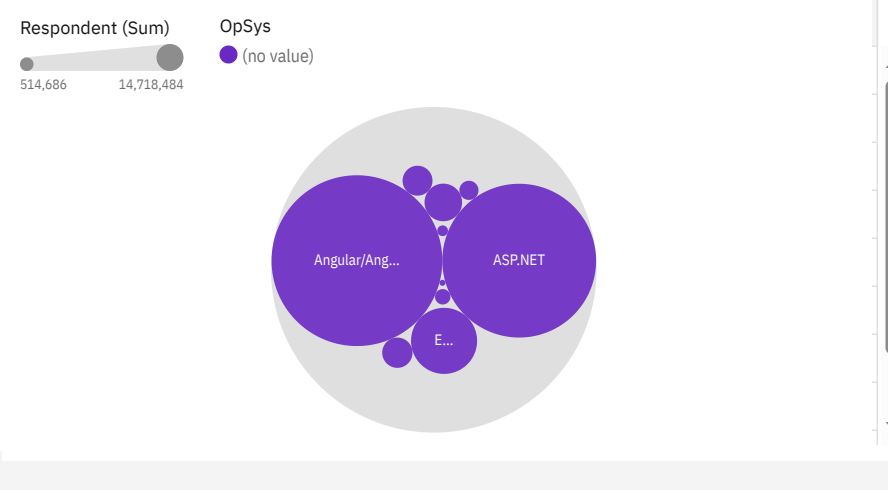 Respondent (Sum)
514,686
14,718,484
OpSys
(no value)
Angular/Ang...
ASP.NET
E...